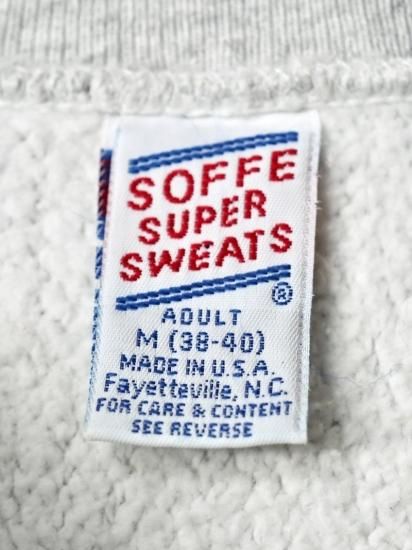 SOFFE
SUPER
SWEATS
®
ADULT
M (38-40)
MADE IN U.S.A.
Fayetteville, N.C.
FOR CARE & CONTENT
SEE REVERSE